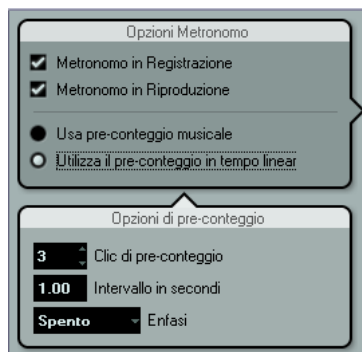 Opzioni Metronomo
Metronomo in Registrazione
Metronomo in Riproduzione
Usa pre-conteggio musicale
Utilizza il pre-conteggio in tempo linear
Opzioni di pre-conteggio
3 Clic di pre-conteggio
1.00 Intervallo in secondi
Spento Enfasi